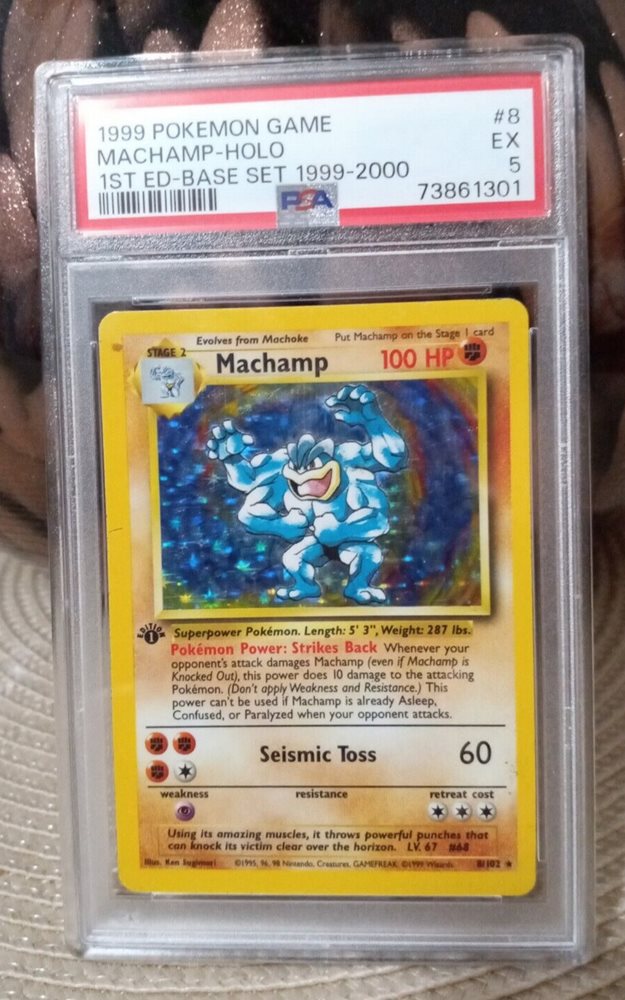 1999 POKEMON GAME #8
MACHAMP-HOLO EX
1ST ED-BASE SET 1999-2000 5
PSA 73861301
Evolves from Machoke Put Machamp on the Stage 1 card
STAGE 2
Machamp 100 HP
EDITION
1
Superpower Pokémon. Length: 5' 3", Weight: 287 lbs.
Pokémon Power: Strikes Back Whenever your
opponent's attack damages Machamp (even if Machamp is
Knocked Out), this power does 10 damage to the attacking
Pokémon. (Don't apply Weakness and Resistance.) This
power can't be used if Machamp is already Asleep,
Confused, or Paralyzed when your opponent attacks.
Seismic Toss 60
weakness resistance retreat cost
Using its amazing muscles, it throws powerful punches that
can knock its victim clear over the horizon. LV. 67 #68
Illus. Ken Sugimori ©1995, 96, 98 Nintendo, Creatures, GAMEFREAK. ©1999 Wizards. 8/102 ★